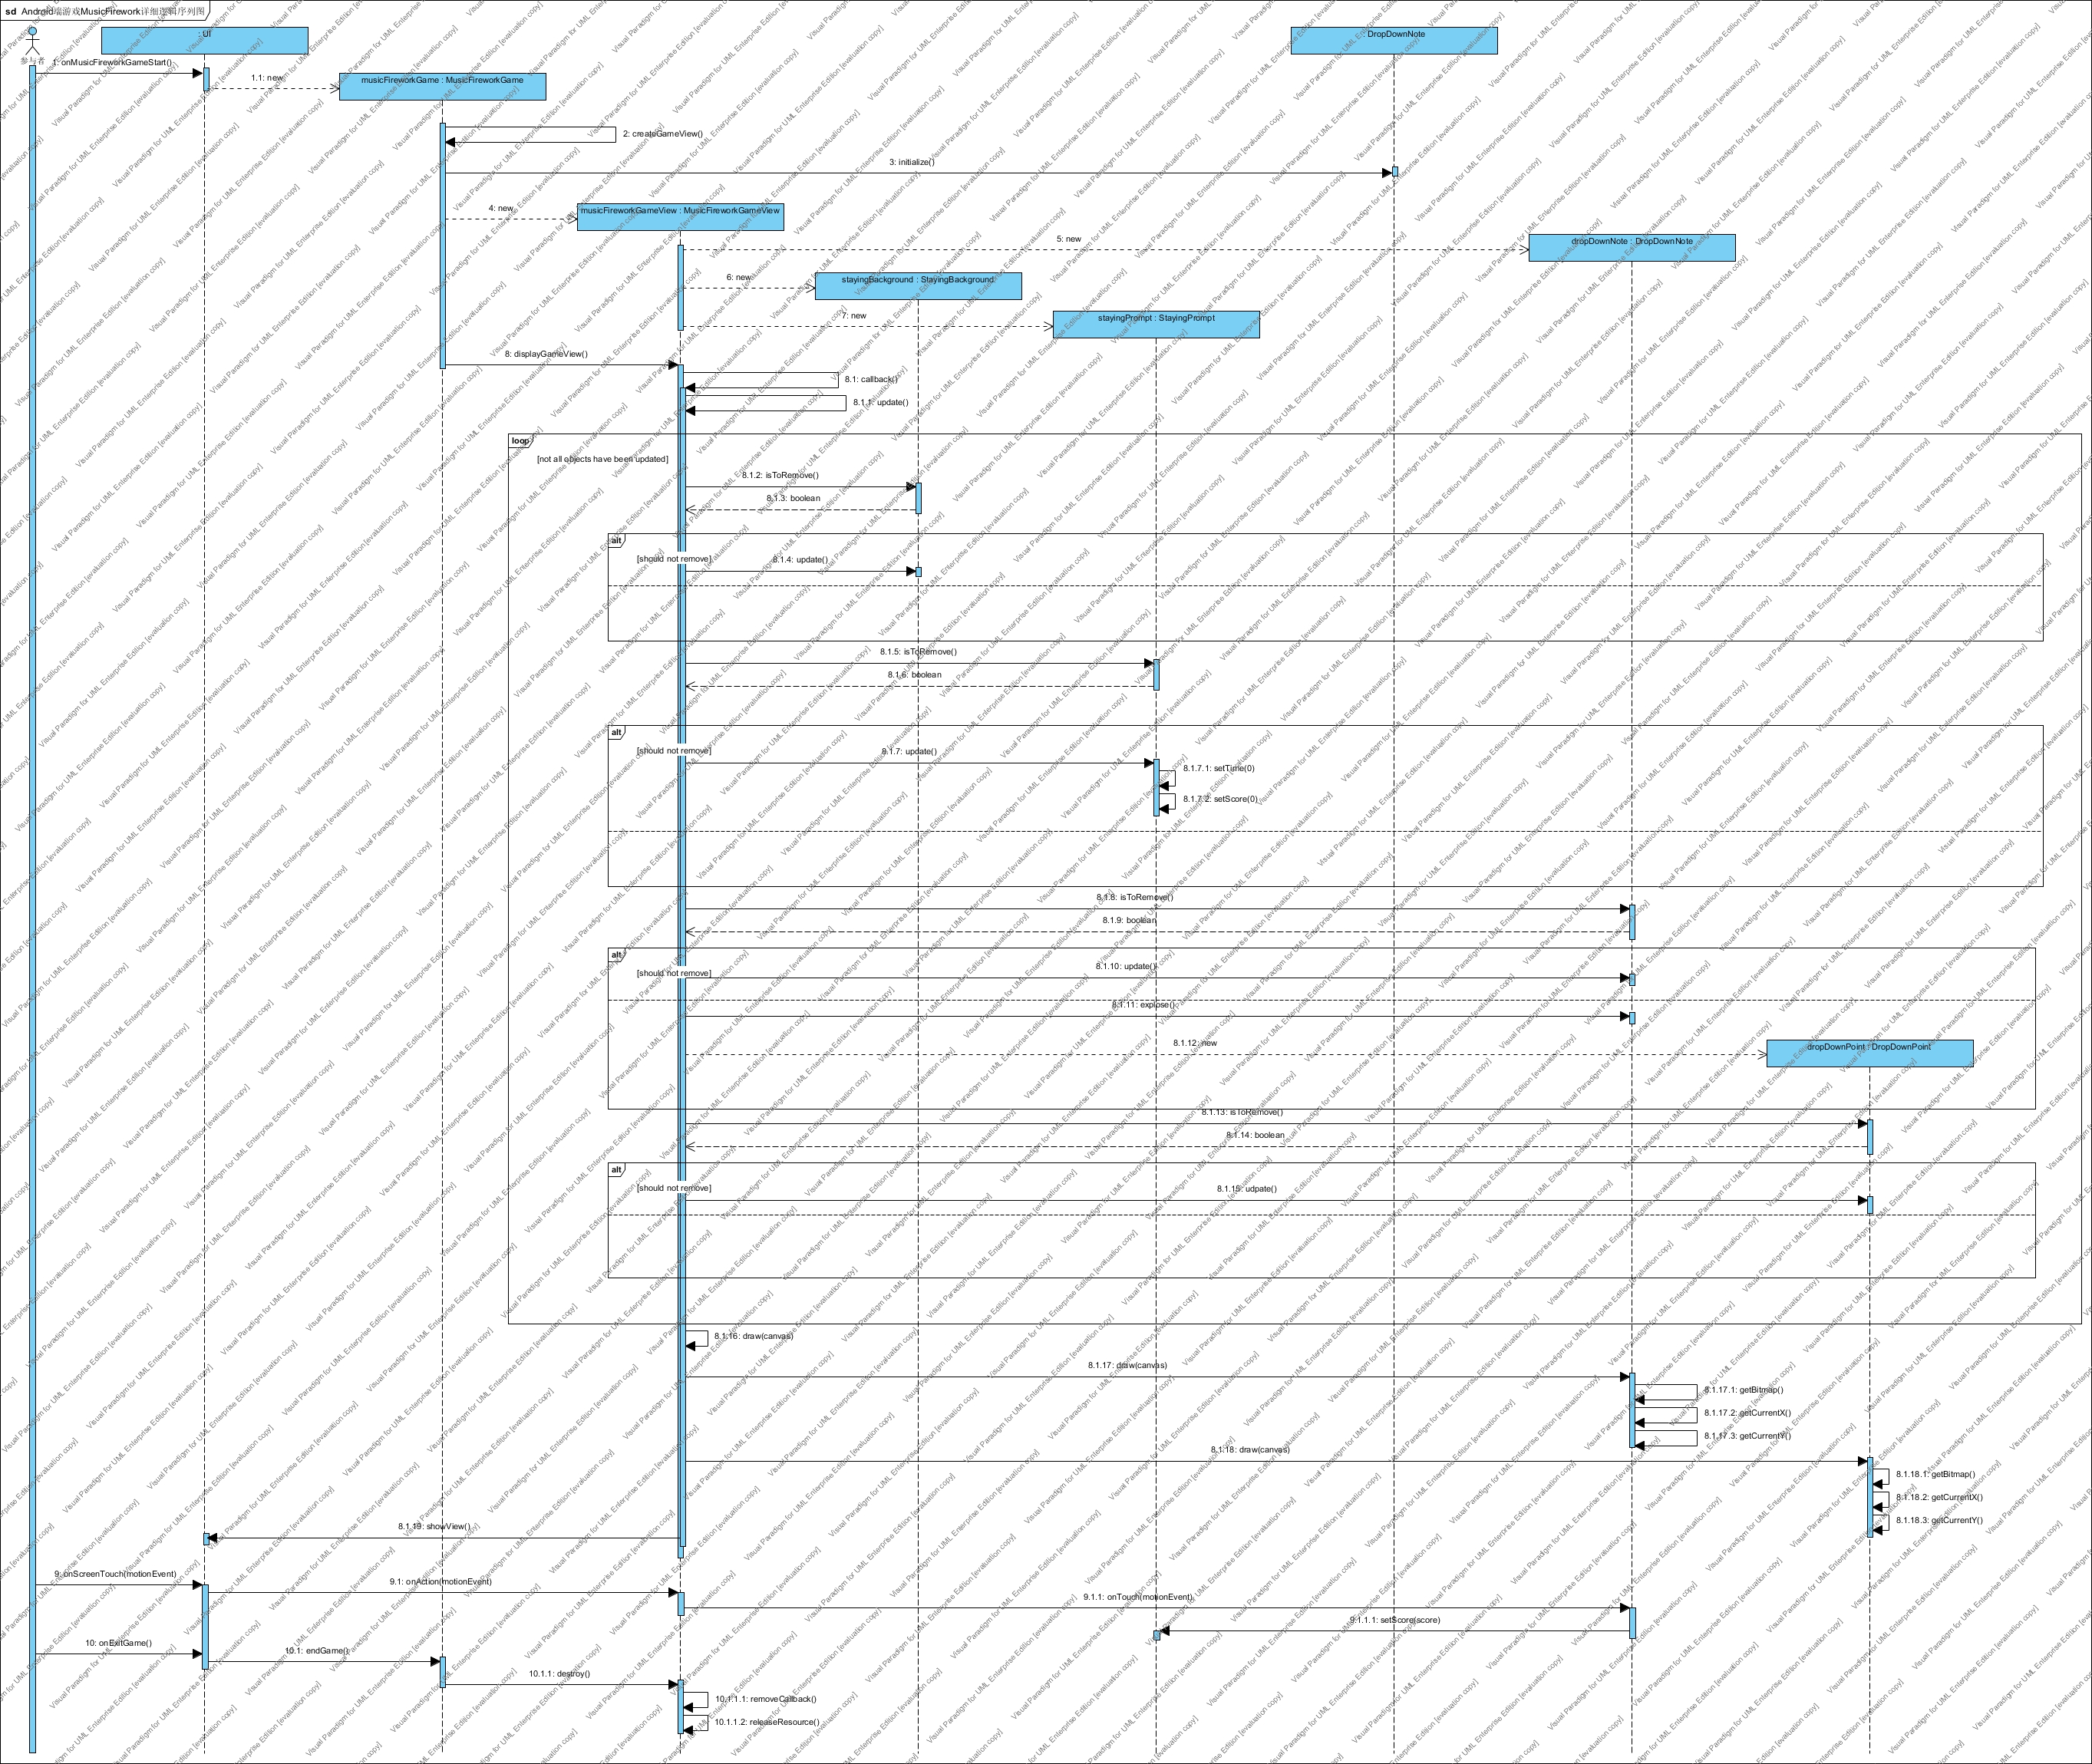 sd Android端游戏MusicFirework详细逻辑序列图
: UI
DropDownNote
参与者
1: onMusicFireworkGameStart()
1.1: new
musicFireworkGame : MusicFireworkGame
2: createGameView()
3: initialize()
4: new
musicFireworkGameView : MusicFireworkGameView
5: new
dropDownNote : DropDownNote
6: new
stayingBackground : StayingBackground
7: new
stayingPrompt : StayingPrompt
8: displayGameView()
8.1: callback()
8.1.1: update()
loop
[not all objects have been updated]
8.1.2: isToRemove()
8.1.3: boolean
alt
[should not remove]
8.1.4: update()
8.1.5: isToRemove()
8.1.6: boolean
alt
[should not remove]
8.1.7: update()
8.1.7.1: setTime(0)
8.1.7.2: setScore(0)
8.1.8: isToRemove()
8.1.9: boolean
alt
[should not remove]
8.1.10: update()
8.1.11: explose()
8.1.12: new
dropDownPoint : DropDownPoint
8.1.13: isToRemove()
8.1.14: boolean
alt
[should not remove]
8.1.15: udpate()
8.1.16: draw(canvas)
8.1.17: draw(canvas)
8.1.17.1: getBitmap()
8.1.17.2: getCurrentX()
8.1.17.3: getCurrentY()
8.1.18: draw(canvas)
8.1.18.1: getBitmap()
8.1.18.2: getCurrentX()
8.1.18.3: getCurrentY()
8.1.19: showView()
9: onScreenTouch(motionEvent)
9.1: onAction(motionEvent)
9.1.1: onTouch(motionEvent)
9.1.1.1: setScore(score)
10: onExitGame()
10.1: endGame()
10.1.1: destroy()
10.1.1.1: removeCallback()
10.1.1.2: releaseResource()
Visual Paradigm for UML Enterprise Edition [evaluation copy]